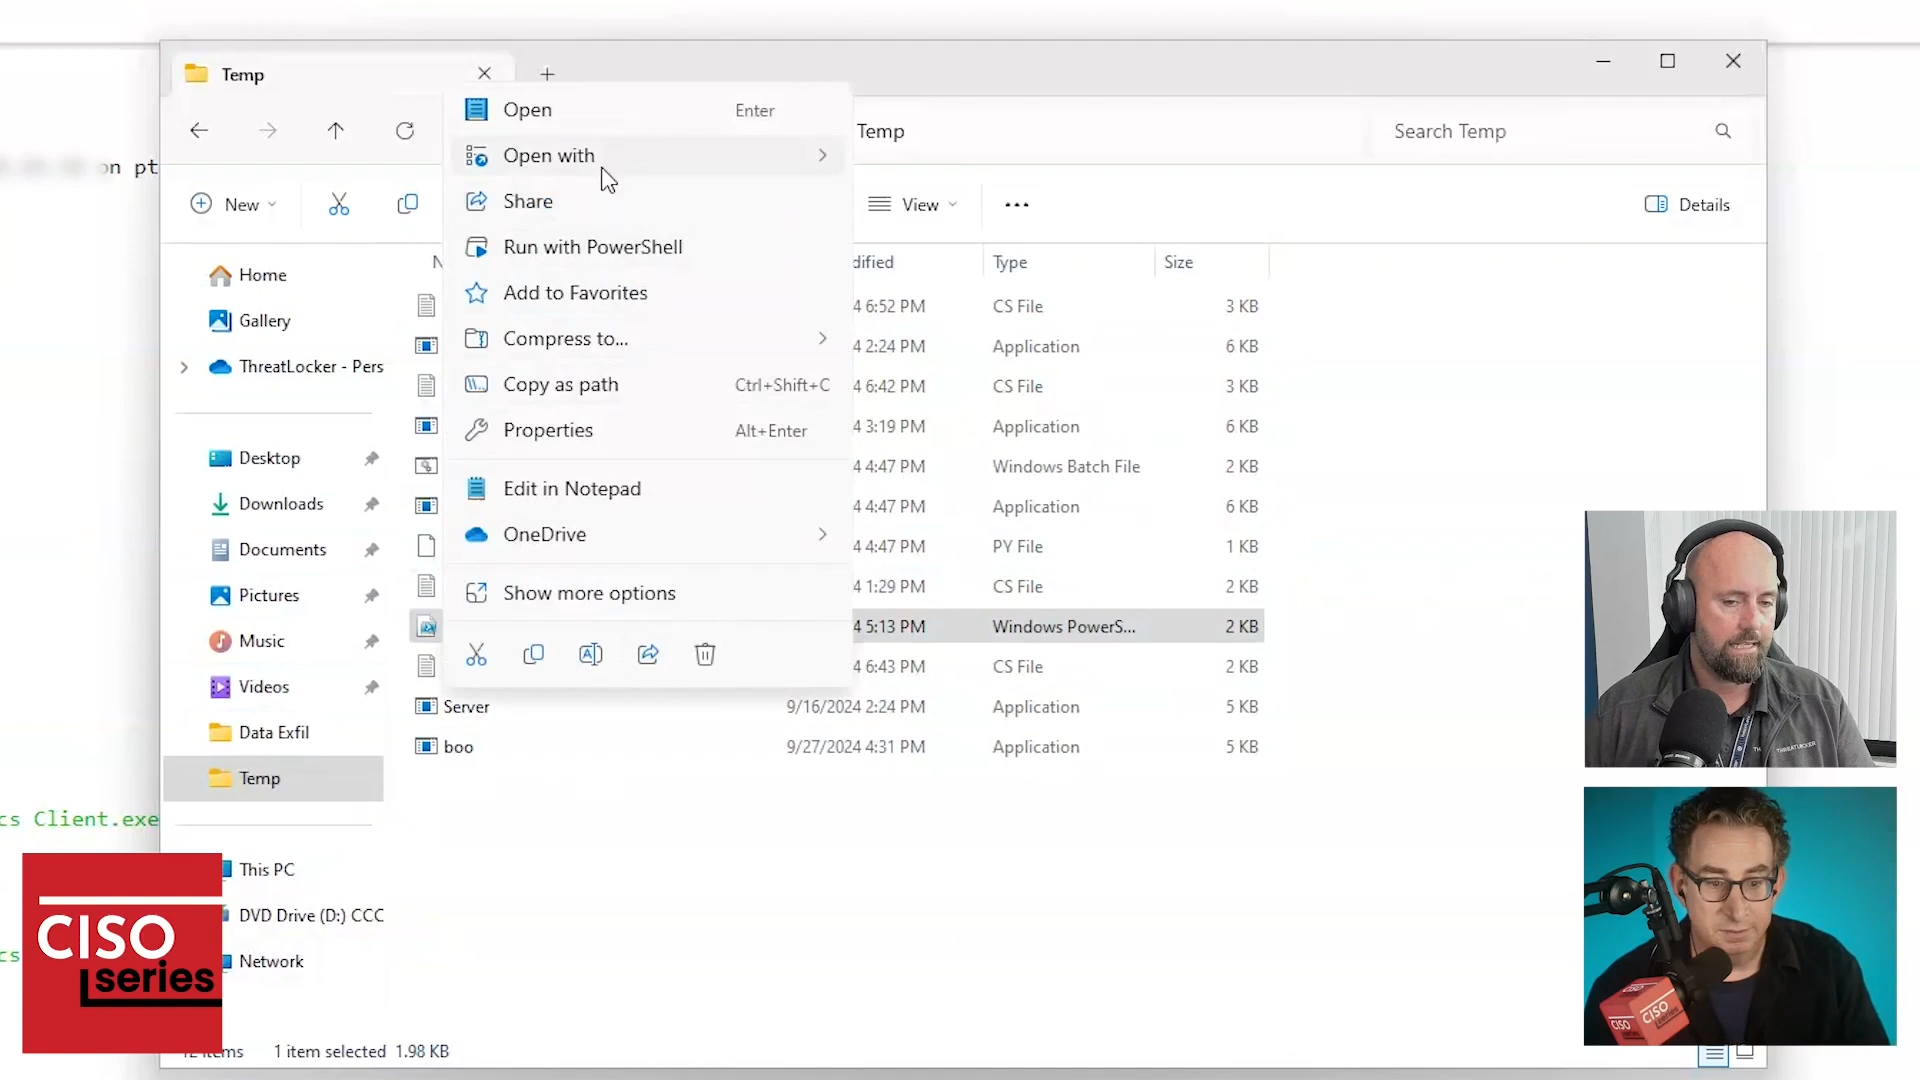 Temp
Temp
Search Temp
on pt
New
View
Details
Open Enter
Open with
Share
Run with PowerShell
Add to Favorites
Compress to...
Copy as path Ctrl+Shift+C
Properties Alt+Enter
Edit in Notepad
OneDrive
Show more options
Home
Gallery
ThreatLocker - Pers
Desktop
Downloads
Documents
Pictures
Music
Videos
Data Exfil
Temp
This PC
DVD Drive (D:) CCC
Network
N dified Type Size
4 6:52 PM CS File 3 KB
4 2:24 PM Application 6 KB
4 6:42 PM CS File 3 KB
4 3:19 PM Application 6 KB
4 4:47 PM Windows Batch File 2 KB
4 4:47 PM Application 6 KB
4 4:47 PM PY File 1 KB
4 1:29 PM CS File 2 KB
4 5:13 PM Windows PowerS... 2 KB
4 6:43 PM CS File 2 KB
Server 9/16/2024 2:24 PM Application 5 KB
boo 9/27/2024 4:31 PM Application 5 KB
cs Client.exe
cs
CISO
series
1 item selected 1.98 KB
THREATLOCKER
CISO
CISO
series